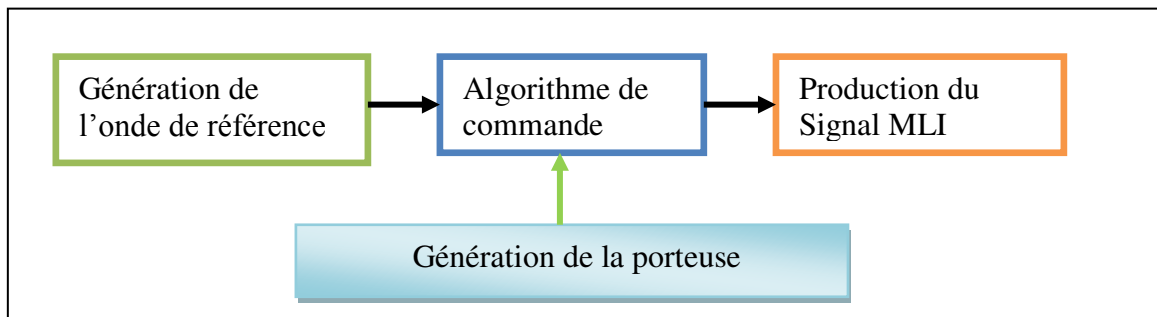 Génération de
l’onde de référence
Algorithme de
commande
Production du
Signal MLI
Génération de la porteuse